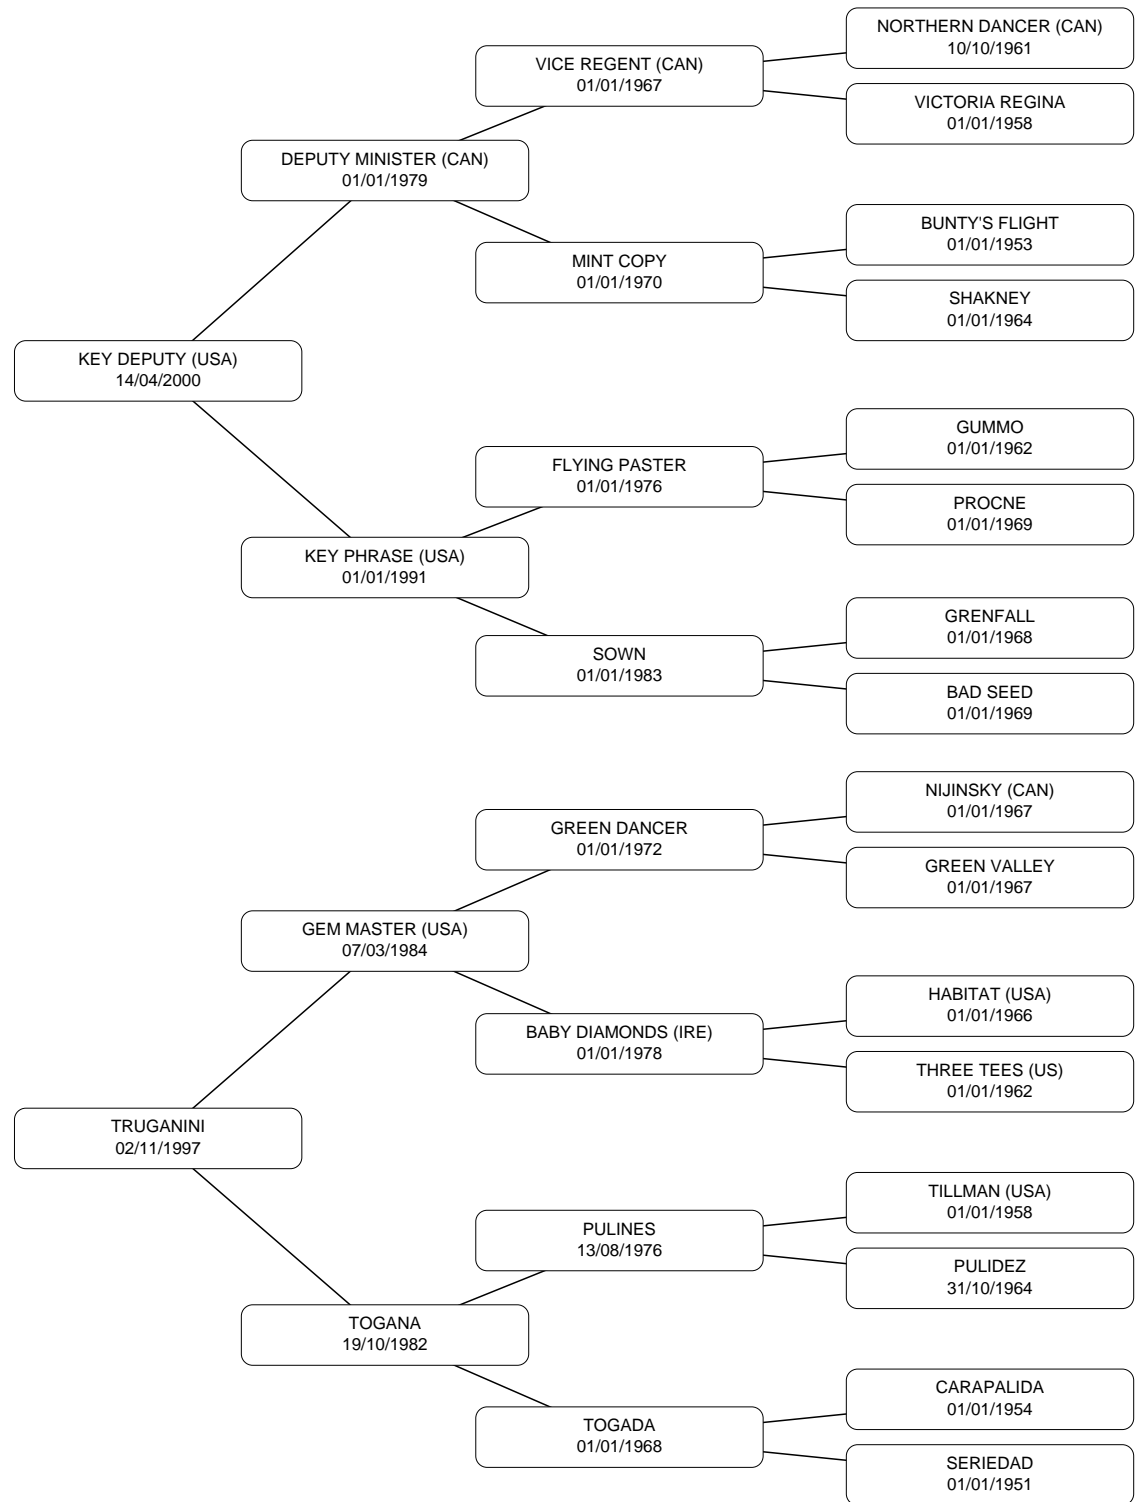 NORTHERN DANCER (CAN)
10/10/1961
VICE REGENT (CAN)
01/01/1967
VICTORIA REGINA
01/01/1958
DEPUTY MINISTER (CAN)
01/01/1979
BUNTY'S FLIGHT
01/01/1953
MINT COPY
01/01/1970
SHAKNEY
01/01/1964
KEY DEPUTY (USA)
14/04/2000
GUMMO
01/01/1962
FLYING PASTER
01/01/1976
PROCNE
01/01/1969
KEY PHRASE (USA)
01/01/1991
GRENFALL
01/01/1968
SOWN
01/01/1983
BAD SEED
01/01/1969
NIJINSKY (CAN)
01/01/1967
GREEN DANCER
01/01/1972
GREEN VALLEY
01/01/1967
GEM MASTER (USA)
07/03/1984
HABITAT (USA)
01/01/1966
BABY DIAMONDS (IRE)
01/01/1978
THREE TEES (US)
01/01/1962
TRUGANINI
02/11/1997
TILLMAN (USA)
01/01/1958
PULINES
13/08/1976
PULIDEZ
31/10/1964
TOGANA
19/10/1982
CARAPALIDA
01/01/1954
TOGADA
01/01/1968
SERIEDAD
01/01/1951